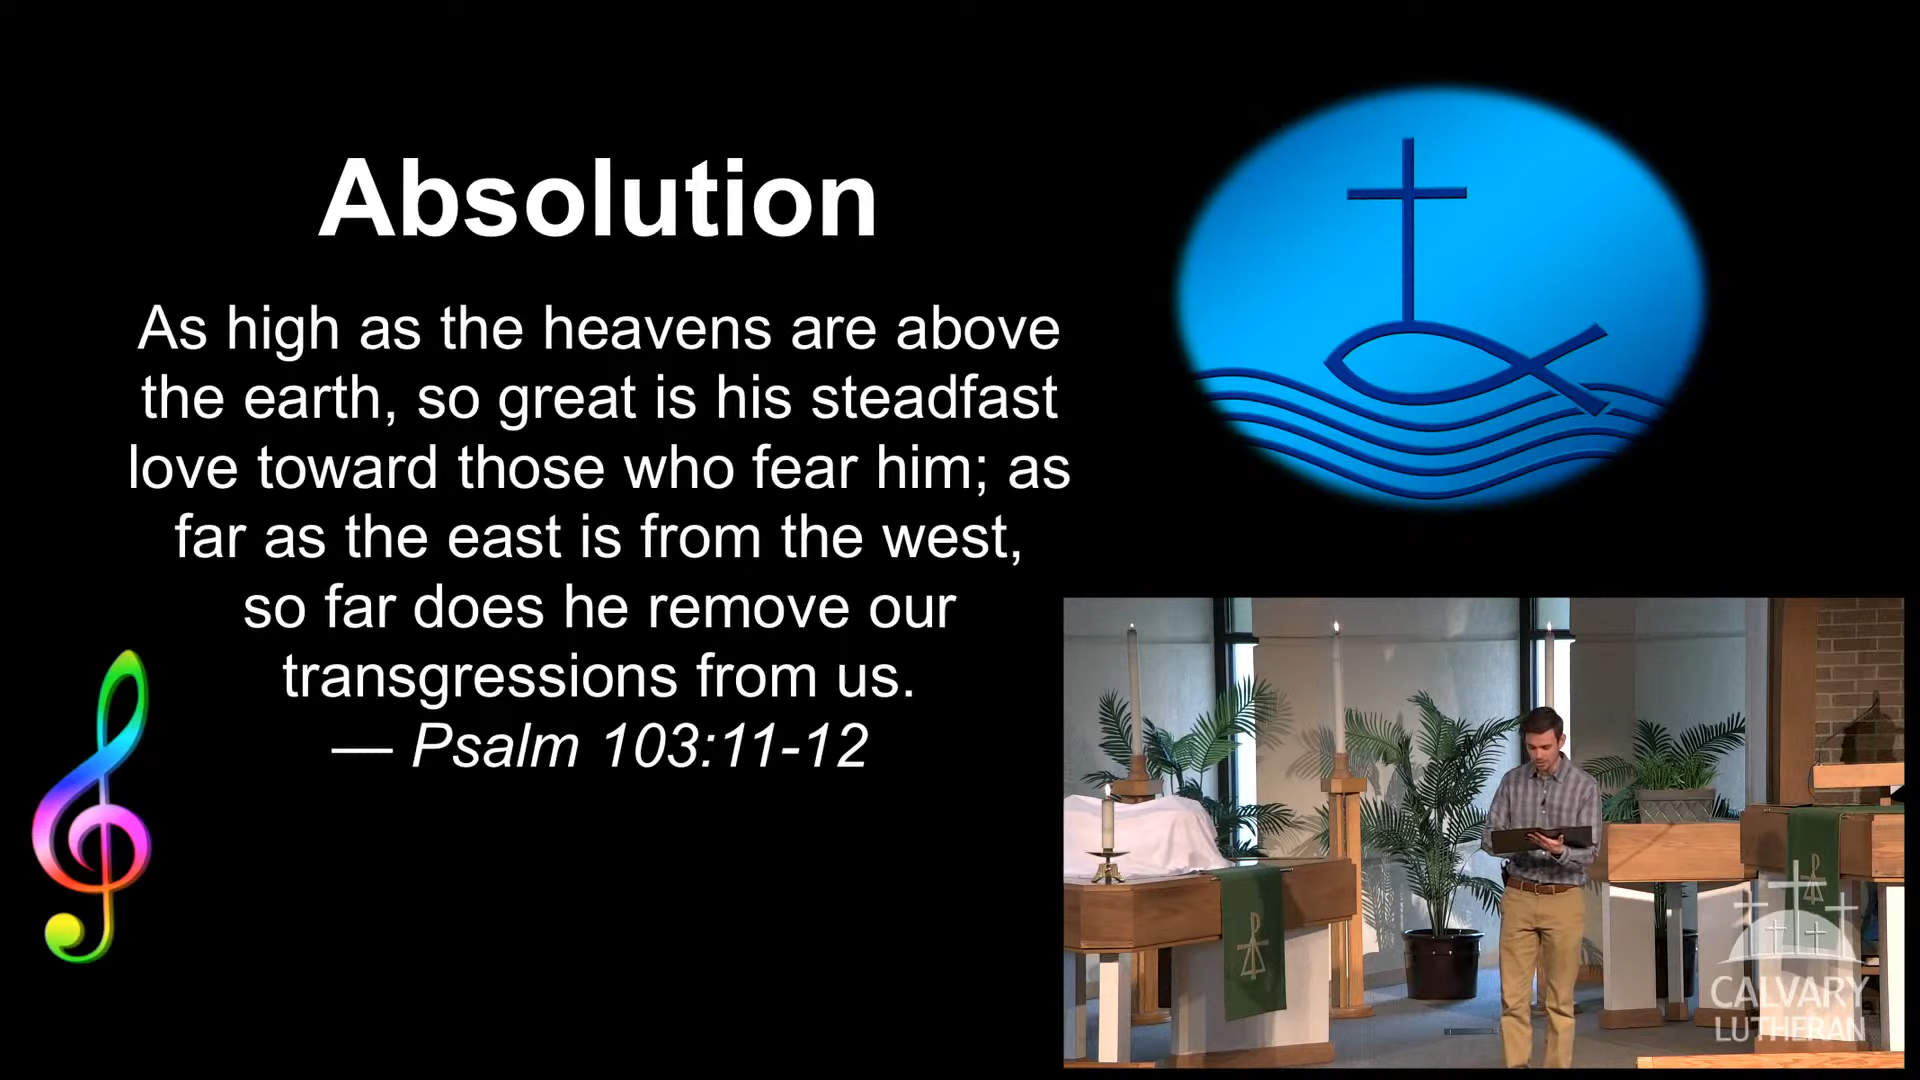 Absolution
As high as the heavens are above
the earth, so great is his steadfast
love toward those who fear him; as
far as the east is from the west,
so far does he remove our
transgressions from us.
— Psalm 103:11-12
CALVARY
LUTHERAN